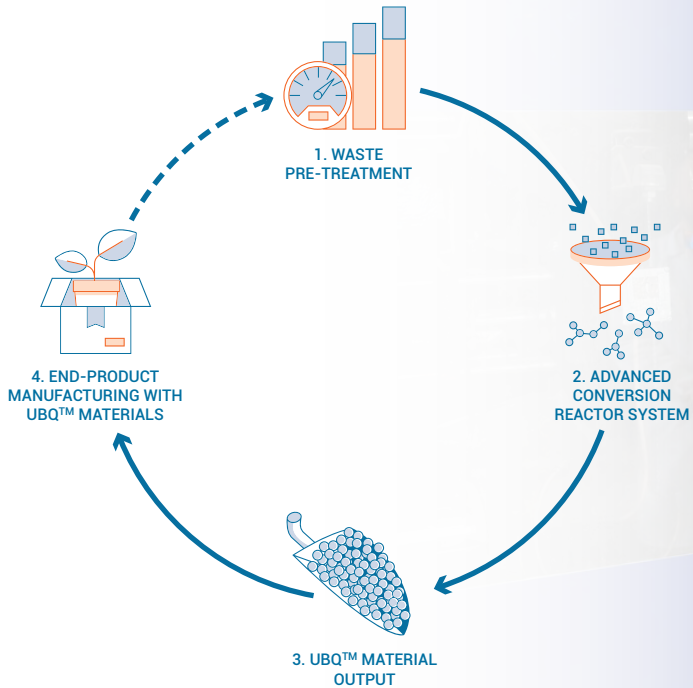 1. WASTE
PRE-TREATMENT
2. ADVANCED
CONVERSION
REACTOR SYSTEM
3. UBQ™ MATERIAL
OUTPUT
4. END-PRODUCT
MANUFACTURING WITH
UBQ™ MATERIALS